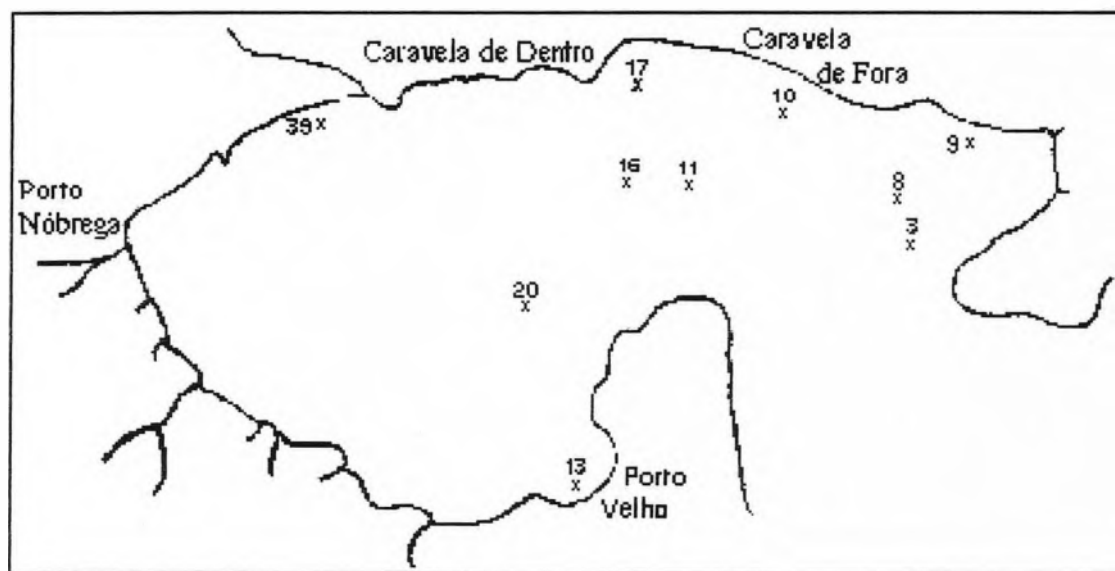 Caravela de Dentro
Caravela
de Fora
17
10
39
9
16
11
8
3
Porto
Nóbrega
20
13
Porto
Velho